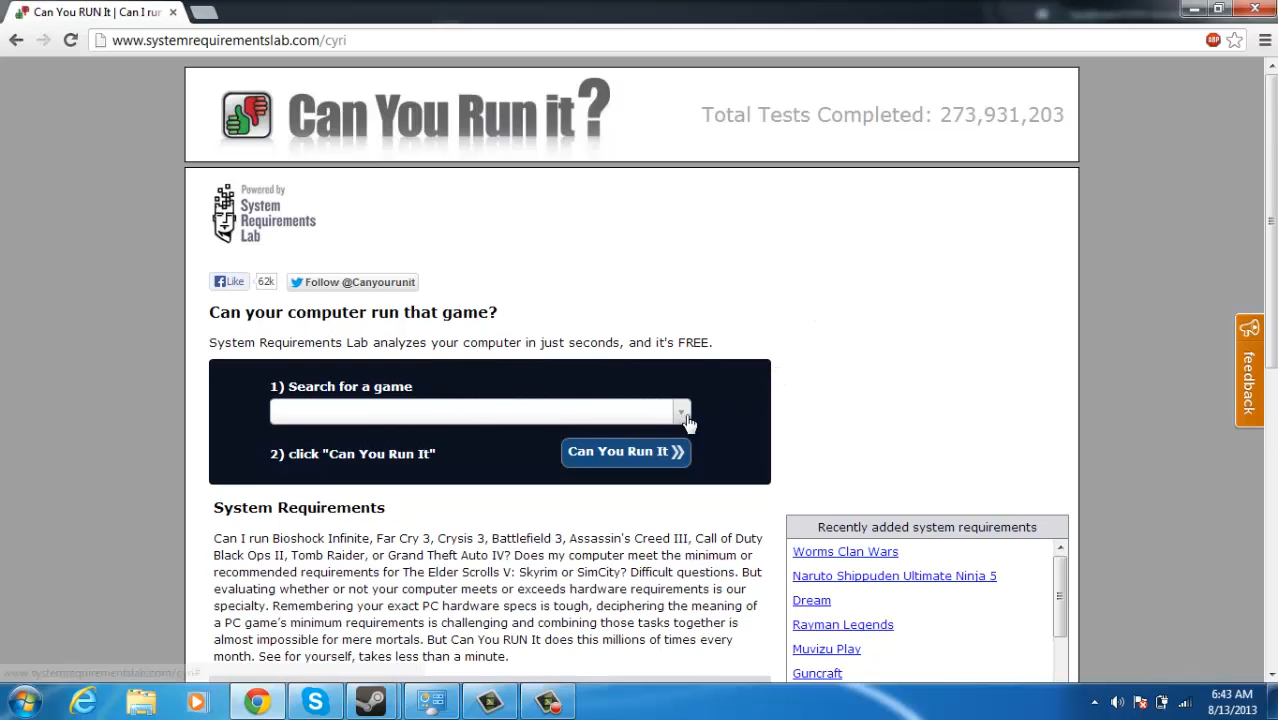 Can You RUN It | Can I rur
www.systemrequirementslab.com/cyri
ABP
Can You Run it?
Total Tests Completed: 273,931,203
Powered by
System
Requirements
Lab
Like
62k
Follow @Canyourunit
Can your computer run that game?
System Requirements Lab analyzes your computer in just seconds, and it's FREE.
1) Search for a game
2) click "Can You Run It"
Can You Run It
feedback
System Requirements
Can I run Bioshock Infinite, Far Cry 3, Crysis 3, Battlefield 3, Assassin's Creed III, Call of Duty
Black Ops II, Tomb Raider, or Grand Theft Auto IV? Does my computer meet the minimum or
recommended requirements for The Elder Scrolls V: Skyrim or SimCity? Difficult questions. But
evaluating whether or not your computer meets or exceeds hardware requirements is our
specialty. Remembering your exact PC hardware specs is tough, deciphering the meaning of
a PC game's minimum requirements is challenging and combining those tasks together is
almost impossible for mere mortals. But Can You RUN It does this millions of times every
month. See for yourself, takes less than a minute.
Recently added system requirements
Worms Clan Wars
Naruto Shippuden Ultimate Ninja 5
Dream
Rayman Legends
Muvizu Play
Guncraft
www.systemrequirementslab.com/cyri#
6:43 AM
8/13/2013